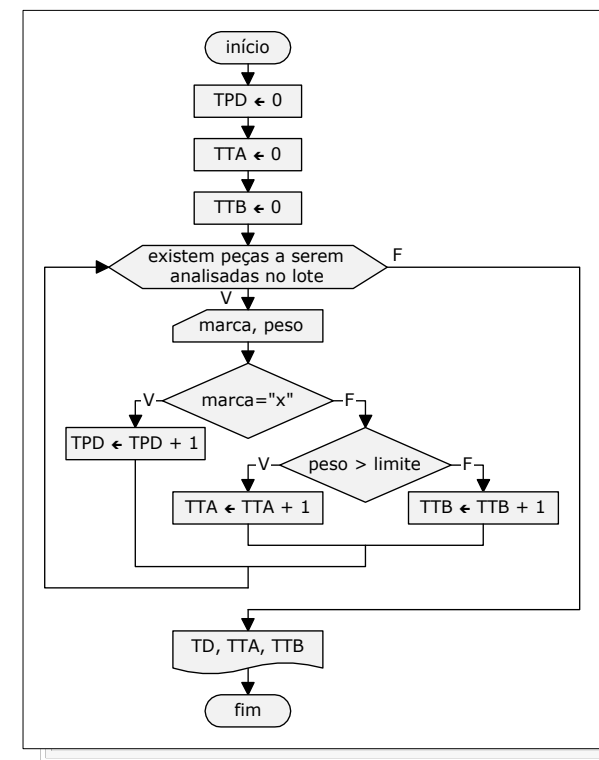 início
TPD ← 0
TTA ← 0
TTB ← 0
existem peças a serem
analisadas no lote
F
V
marca, peso
V
marca="x"
F
TPD ← TPD + 1
V
peso > limite
F
TTA ← TTA + 1
TTB ← TTB + 1
TD, TTA, TTB
fim